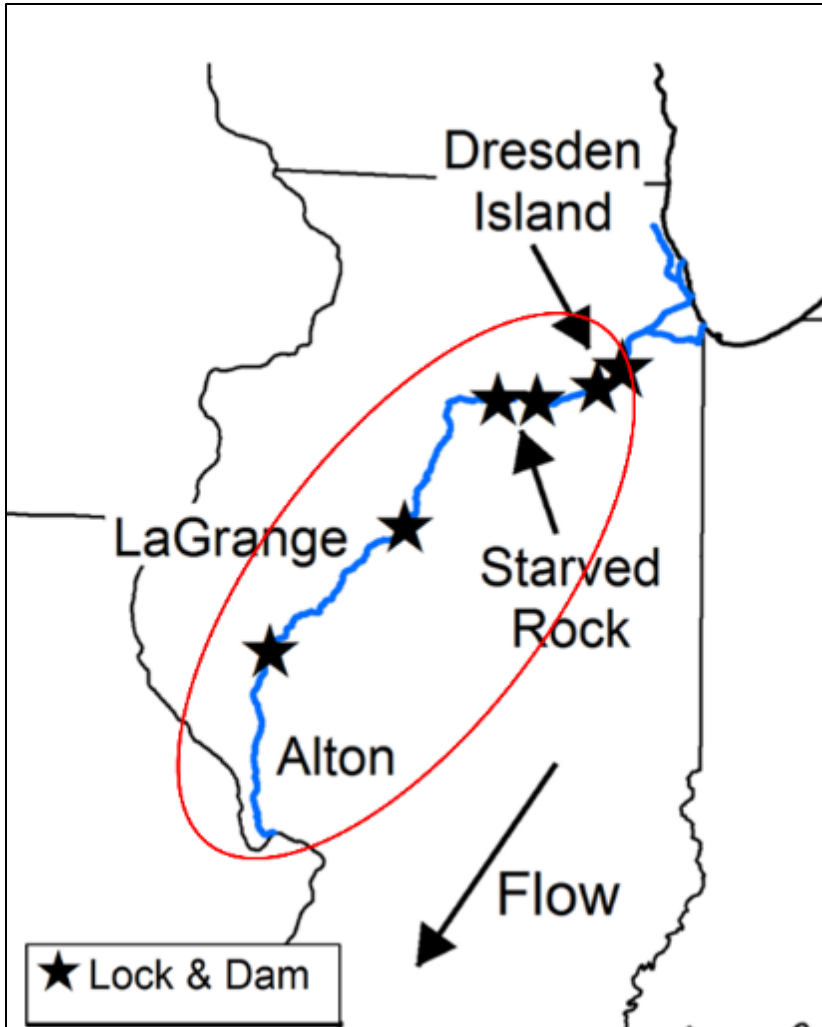 Dresden
Island
LaGrange
Starved
Rock
Alton
Flow
Lock & Dam